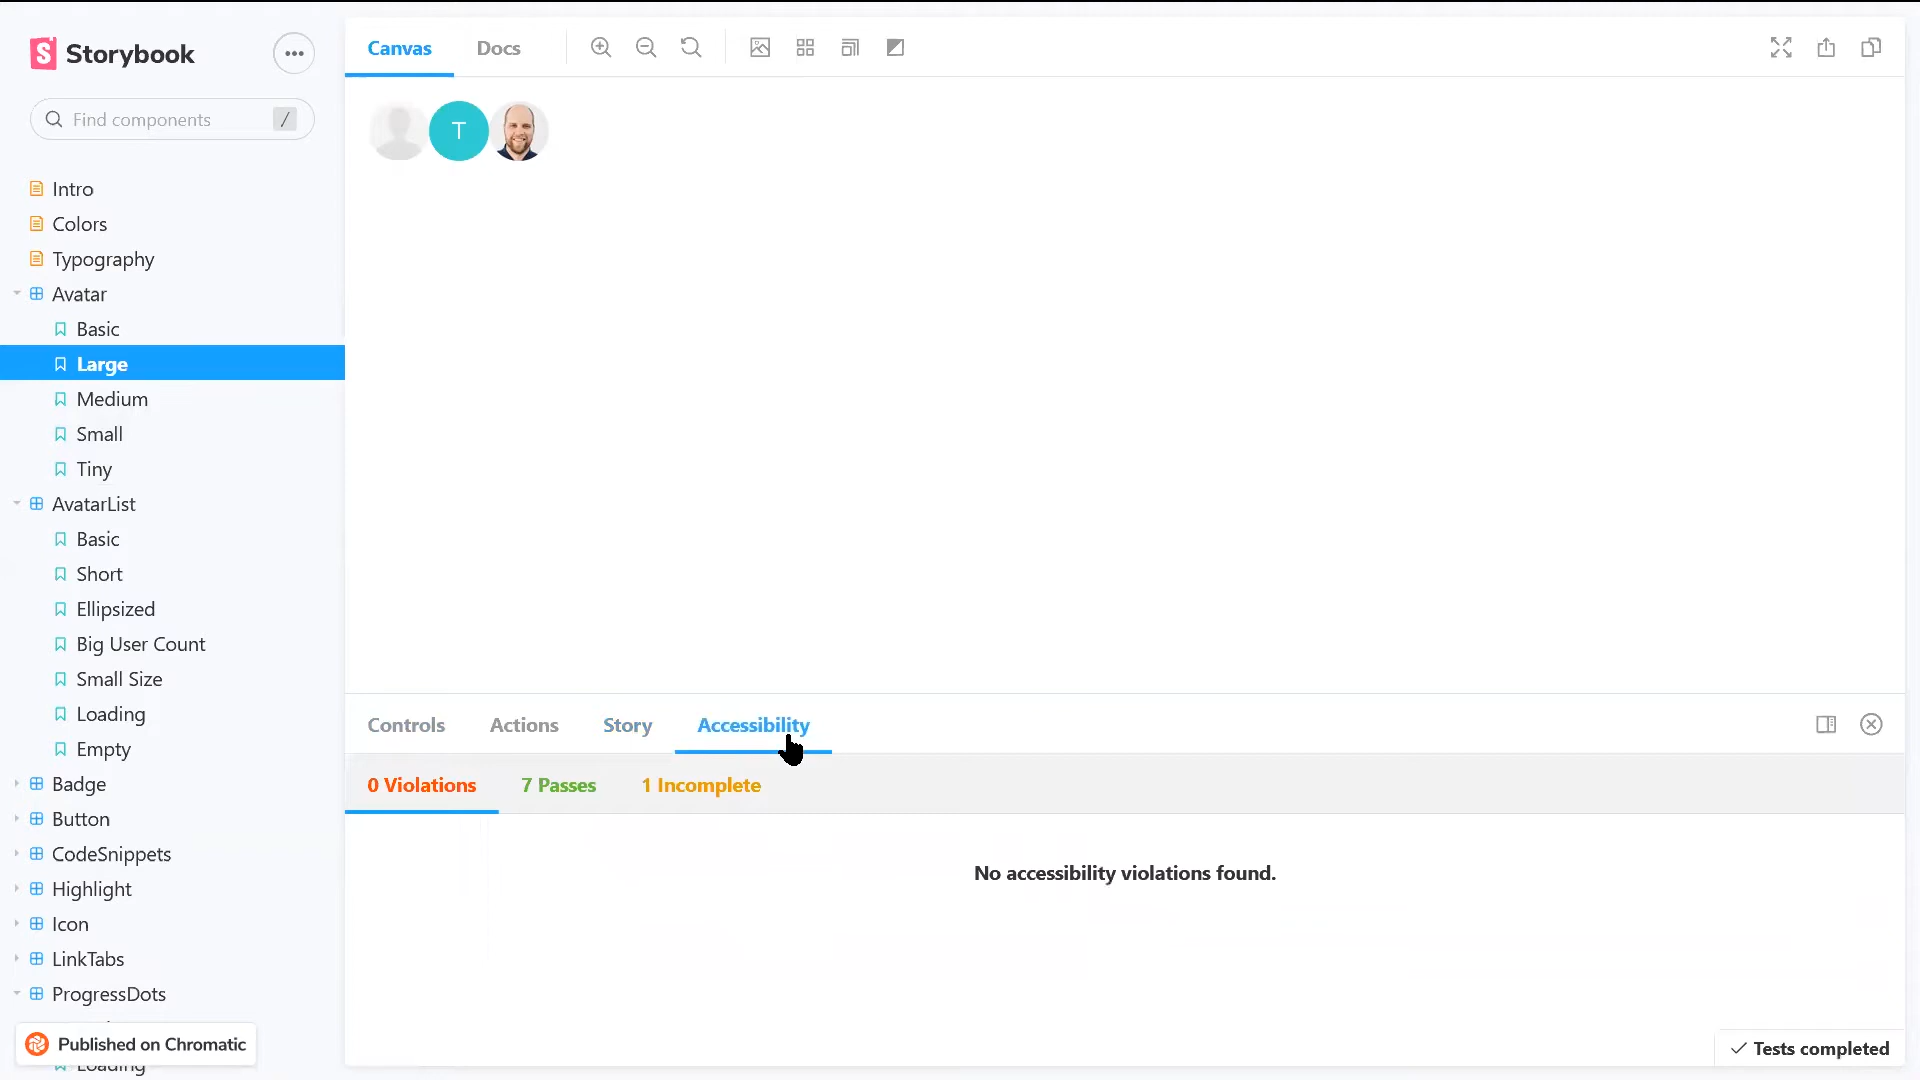 Storybook
Find components /
Intro
Colors
Typography
Avatar
Basic
Large
Medium
Small
Tiny
AvatarList
Basic
Short
Ellipsized
Big User Count
Small Size
Loading
Empty
Badge
Button
CodeSnippets
Highlight
Icon
LinkTabs
ProgressDots
Published on Chromatic
Loading
Canvas Docs
T
Controls Actions Story Accessibility
0 Violations 7 Passes 1 Incomplete
No accessibility violations found.
Tests completed